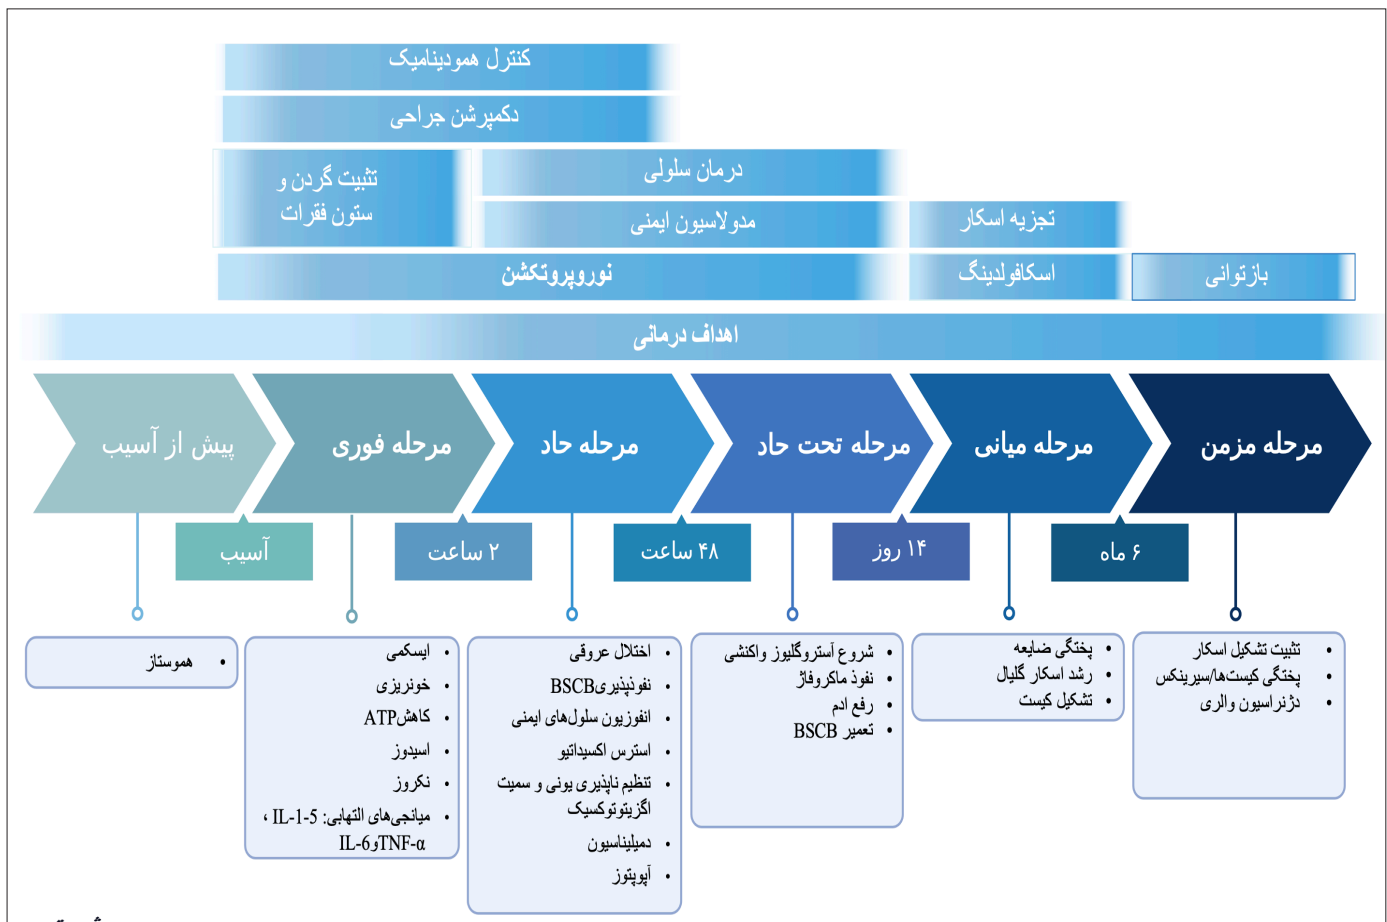 کنترل همودینامیک
دکمپرشن جراحی
تثبیت گردن و
ستون فقرات
درمان سلولی
مدولاسیون ایمنی
تجزیه اسکار
نوروپروتکشن
اسکافولدینگ
بازتوانی
اهداف درمانی
پیش از آسیب
مرحله فوری
مرحله حاد
مرحله تحت حاد
مرحله میانی
مرحله مزمن
آسیب
۲ ساعت
۴۸ ساعت
۱۴ روز
۶ ماه
• هموستاز
• ایسکمی
• خونریزی
• کاهشATP
• اسیدوز
• نکروز
• میانجی‌های التهابی: IL-1-5 ،
TNF-αوIL-6
• اختلال عروقی
• نفوذپذیریBSCB
• انفوزیون سلول‌های ایمنی
• استرس اکسیداتیو
• تنظیم ناپذیری یونی و سمیت
اگزیتوتوکسیک
• دمیلیناسیون
• آپوپتوز
• شروع آستروگلیوز واکنشی
• نفوذ ماکروفاژ
• رفع ادم
• تعمیر BSCB
• پختگی ضایعه
• رشد اسکار گلیال
• تشکیل کیست
• تثبیت تشکیل اسکار
• پختگی کیست‌ها/سیرینکس
• دژنراسیون والری